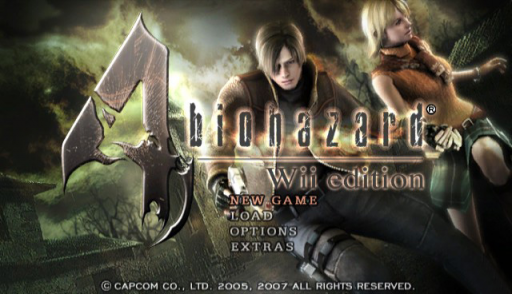 4
biohazard®
Wii edition
NEW GAME
LOAD
OPTIONS
EXTRAS
© CAPCOM CO., LTD. 2005, 2007 ALL RIGHTS RESERVED.